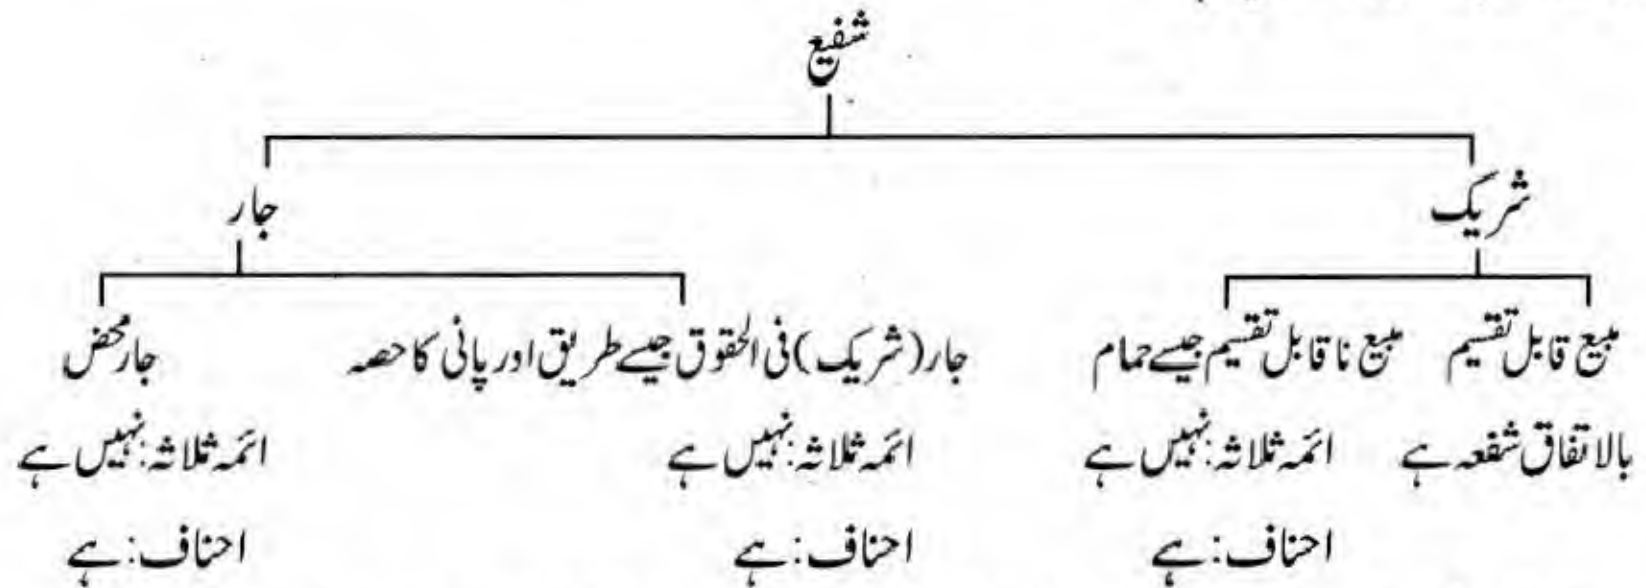 شفیع
شریک جار
مبیع قابل تقسیم مبیع ناقابل تقسیم جیسے حمام جار (شریک) فی الحقوق جیسے طریق اور پانی کا حصہ جار محض
بالاتفاق شفعہ ہے ائمہ ثلاثہ: نہیں ہے ائمہ ثلاثہ: نہیں ہے ائمہ ثلاثہ: نہیں ہے
احناف: ہے احناف: ہے احناف: ہے